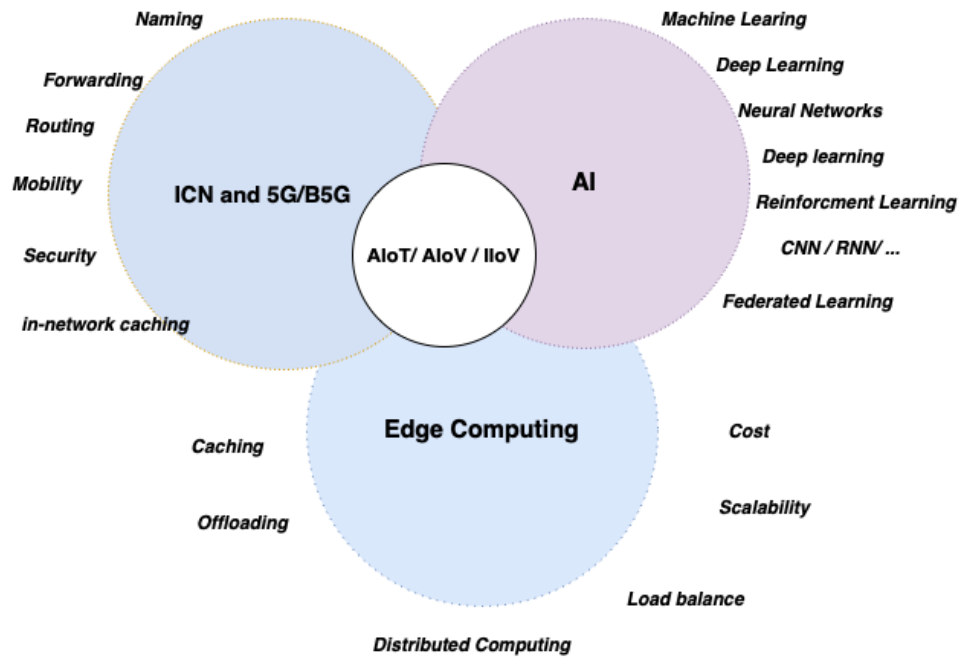 Naming
Forwarding
Routing
Mobility
Security
in-network caching
ICN and 5G/B5G
Machine Learing
Deep Learning
Neural Networks
Deep learning
Reinforcment Learning
CNN / RNN/ ...
Federated Learning
AI
AIoT/ AIoV / IIoV
Edge Computing
Caching
Offloading
Cost
Scalability
Load balance
Distributed Computing